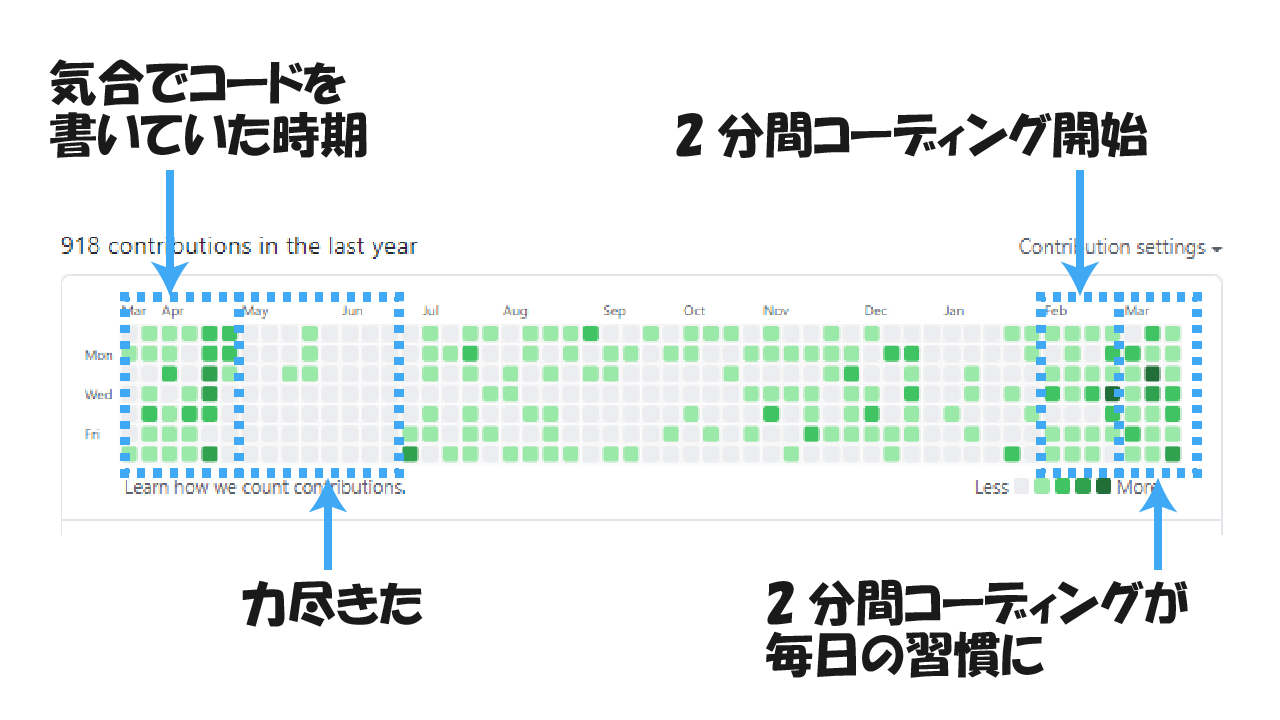 気合でコードを
書いていた時期
2 分間コーディング開始
918 contributions in the last year
Contribution settings
Mar Apr May Jun Jul Aug Sep Oct Nov Dec Jan Feb Mar
Mon
Wed
Fri
Learn how we count contributions.
Less More
力尽きた
2 分間コーディングが
毎日の習慣に